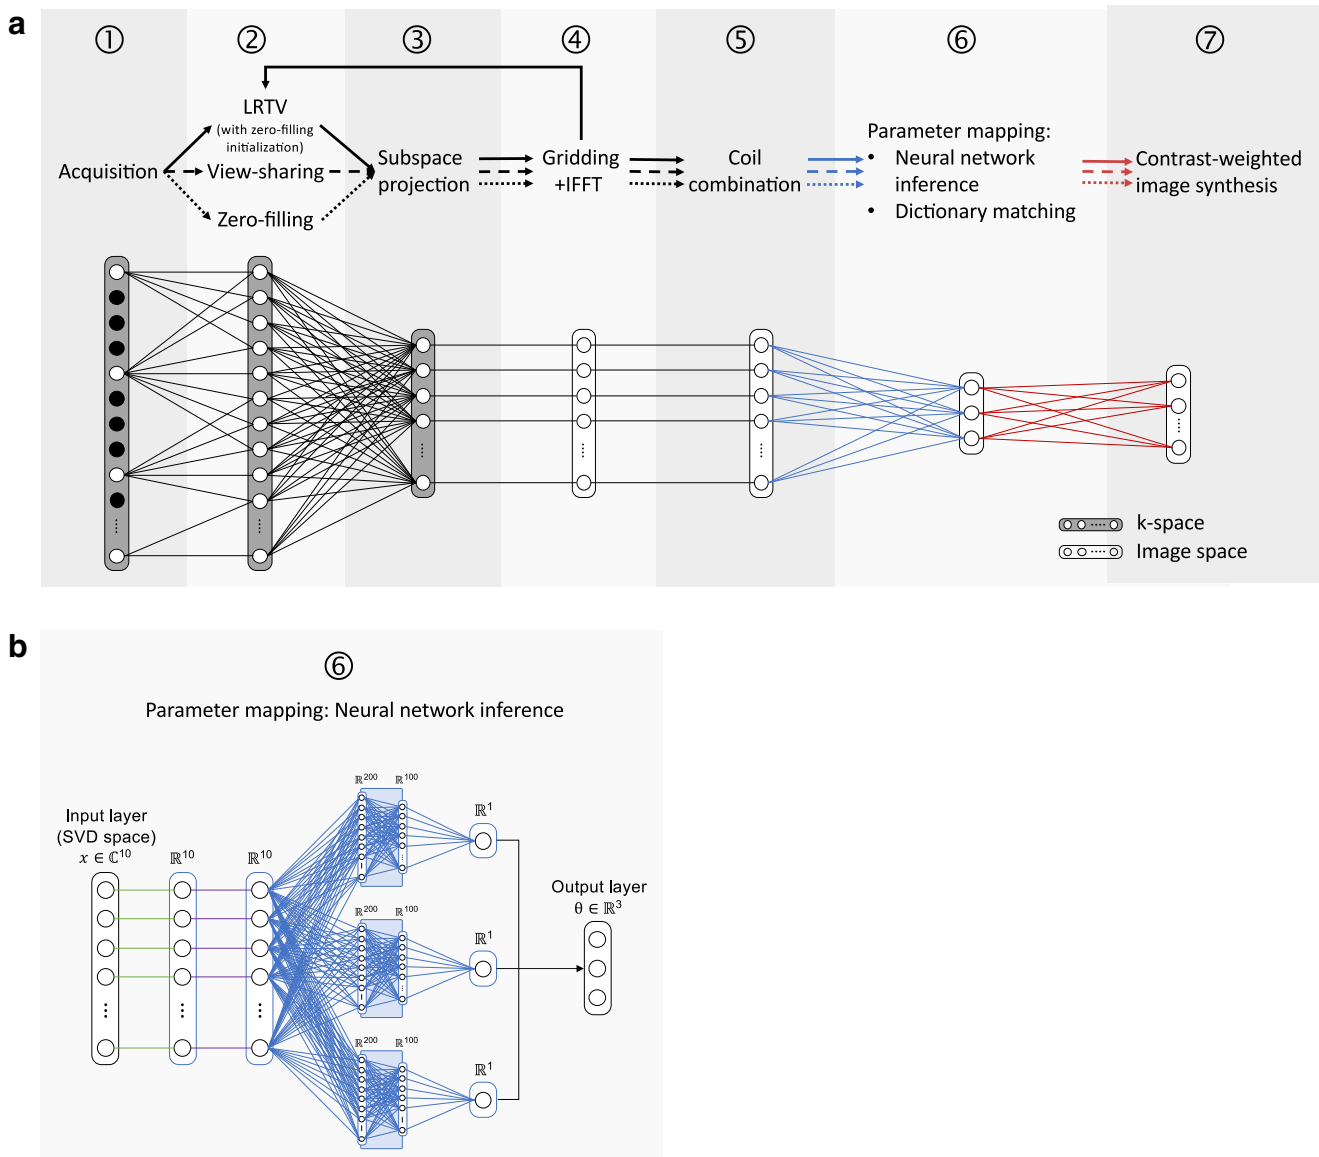 a
① ② ③ ④ ⑤ ⑥ ⑦
LRTV
(with zero-filling
initialization)
Acquisition
View-sharing
Zero-filling
Subspace
projection
Gridding
+IFFT
Coil
combination
Parameter mapping:
• Neural network
inference
• Dictionary matching
Contrast-weighted
image synthesis
k-space
Image space
b
⑥
Parameter mapping: Neural network inference
Input layer
(SVD space)
x ∈ ℂ¹⁰
ℝ¹⁰
ℝ¹⁰
ℝ²⁰⁰ ℝ¹⁰⁰
ℝ¹
ℝ²⁰⁰ ℝ¹⁰⁰
ℝ¹
ℝ²⁰⁰ ℝ¹⁰⁰
ℝ¹
Output layer
θ ∈ ℝ³